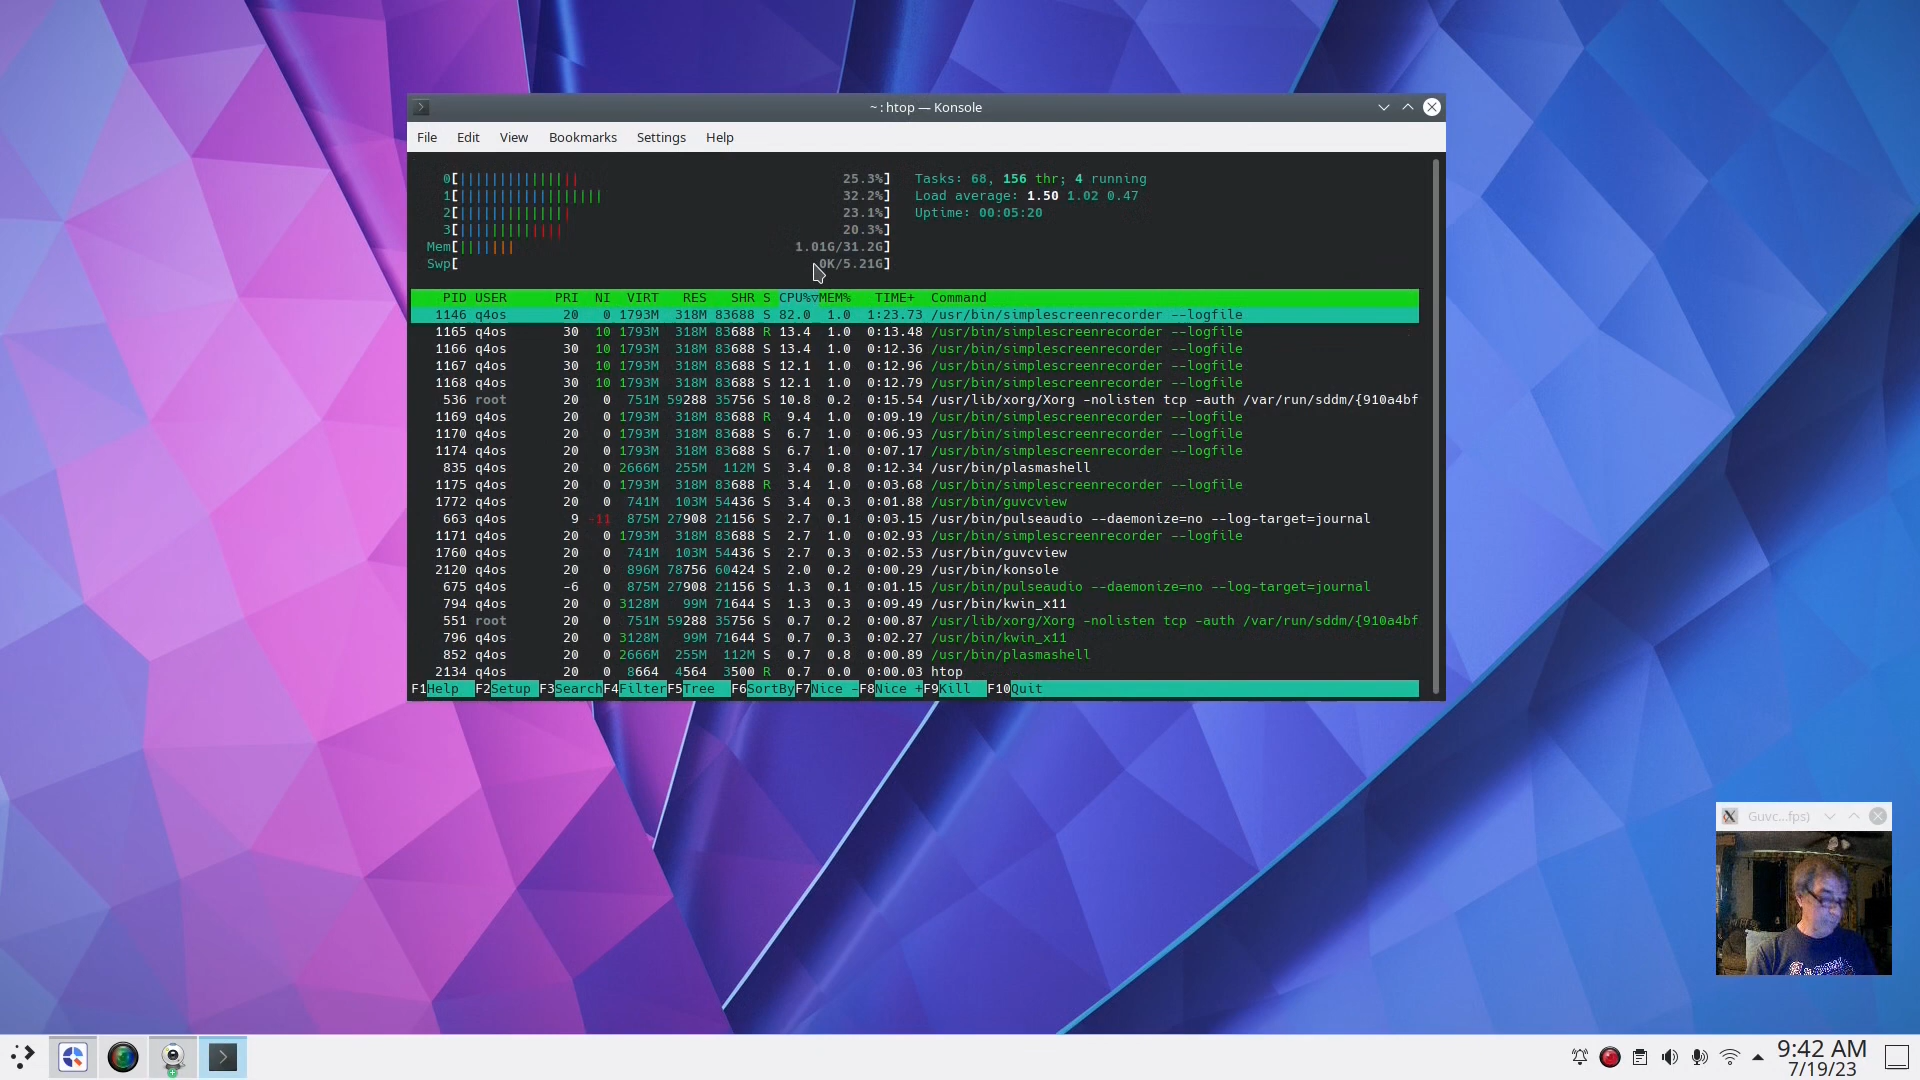 ~ : htop — Konsole
File Edit View Bookmarks Settings Help
0[|||||||||||||||25.3%] Tasks: 68, 156 thr; 4 running
1[||||||||||||||||||32.2%] Load average: 1.50 1.02 0.47
2[||||||||||||||23.1%] Uptime: 00:05:20
3[|||||||||||||20.3%]
Mem[|||||||1.01G/31.2G]
Swp[0K/5.21G]
PID USER PRI NI VIRT RES SHR S CPU%▽MEM% TIME+ Command
1146 q4os 20 0 1793M 318M 83688 S 82.0 1.0 1:23.73 /usr/bin/simplescreenrecorder --logfile
1165 q4os 30 10 1793M 318M 83688 R 13.4 1.0 0:13.48 /usr/bin/simplescreenrecorder --logfile
1166 q4os 30 10 1793M 318M 83688 S 13.4 1.0 0:12.36 /usr/bin/simplescreenrecorder --logfile
1167 q4os 30 10 1793M 318M 83688 S 12.1 1.0 0:12.96 /usr/bin/simplescreenrecorder --logfile
1168 q4os 30 10 1793M 318M 83688 S 12.1 1.0 0:12.79 /usr/bin/simplescreenrecorder --logfile
536 root 20 0 751M 59288 35756 S 10.8 0.2 0:15.54 /usr/lib/xorg/Xorg -nolisten tcp -auth /var/run/sddm/{910a4bf
1169 q4os 20 0 1793M 318M 83688 R 9.4 1.0 0:09.19 /usr/bin/simplescreenrecorder --logfile
1170 q4os 20 0 1793M 318M 83688 S 6.7 1.0 0:06.93 /usr/bin/simplescreenrecorder --logfile
1174 q4os 20 0 1793M 318M 83688 S 6.7 1.0 0:07.17 /usr/bin/simplescreenrecorder --logfile
835 q4os 20 0 2666M 255M 112M S 3.4 0.8 0:12.34 /usr/bin/plasmashell
1175 q4os 20 0 1793M 318M 83688 R 3.4 1.0 0:03.68 /usr/bin/simplescreenrecorder --logfile
1772 q4os 20 0 741M 103M 54436 S 3.4 0.3 0:01.88 /usr/bin/guvcview
663 q4os 9 -11 875M 27908 21156 S 2.7 0.1 0:03.15 /usr/bin/pulseaudio --daemonize=no --log-target=journal
1171 q4os 20 0 1793M 318M 83688 S 2.7 1.0 0:02.93 /usr/bin/simplescreenrecorder --logfile
1760 q4os 20 0 741M 103M 54436 S 2.7 0.3 0:02.53 /usr/bin/guvcview
2120 q4os 20 0 896M 78756 60424 S 2.0 0.2 0:00.29 /usr/bin/konsole
675 q4os -6 0 875M 27908 21156 S 1.3 0.1 0:01.15 /usr/bin/pulseaudio --daemonize=no --log-target=journal
794 q4os 20 0 3128M 99M 71644 S 1.3 0.3 0:09.49 /usr/bin/kwin_x11
551 root 20 0 751M 59288 35756 S 0.7 0.2 0:00.87 /usr/lib/xorg/Xorg -nolisten tcp -auth /var/run/sddm/{910a4bf
796 q4os 20 0 3128M 99M 71644 S 0.7 0.3 0:02.27 /usr/bin/kwin_x11
852 q4os 20 0 2666M 255M 112M S 0.7 0.8 0:00.89 /usr/bin/plasmashell
2134 q4os 20 0 8664 4564 3500 R 0.7 0.0 0:00.03 htop
F1Help F2Setup F3SearchF4FilterF5Tree F6SortByF7Nice -F8Nice +F9Kill F10Quit
Guvc...fps)
9:42 AM
7/19/23